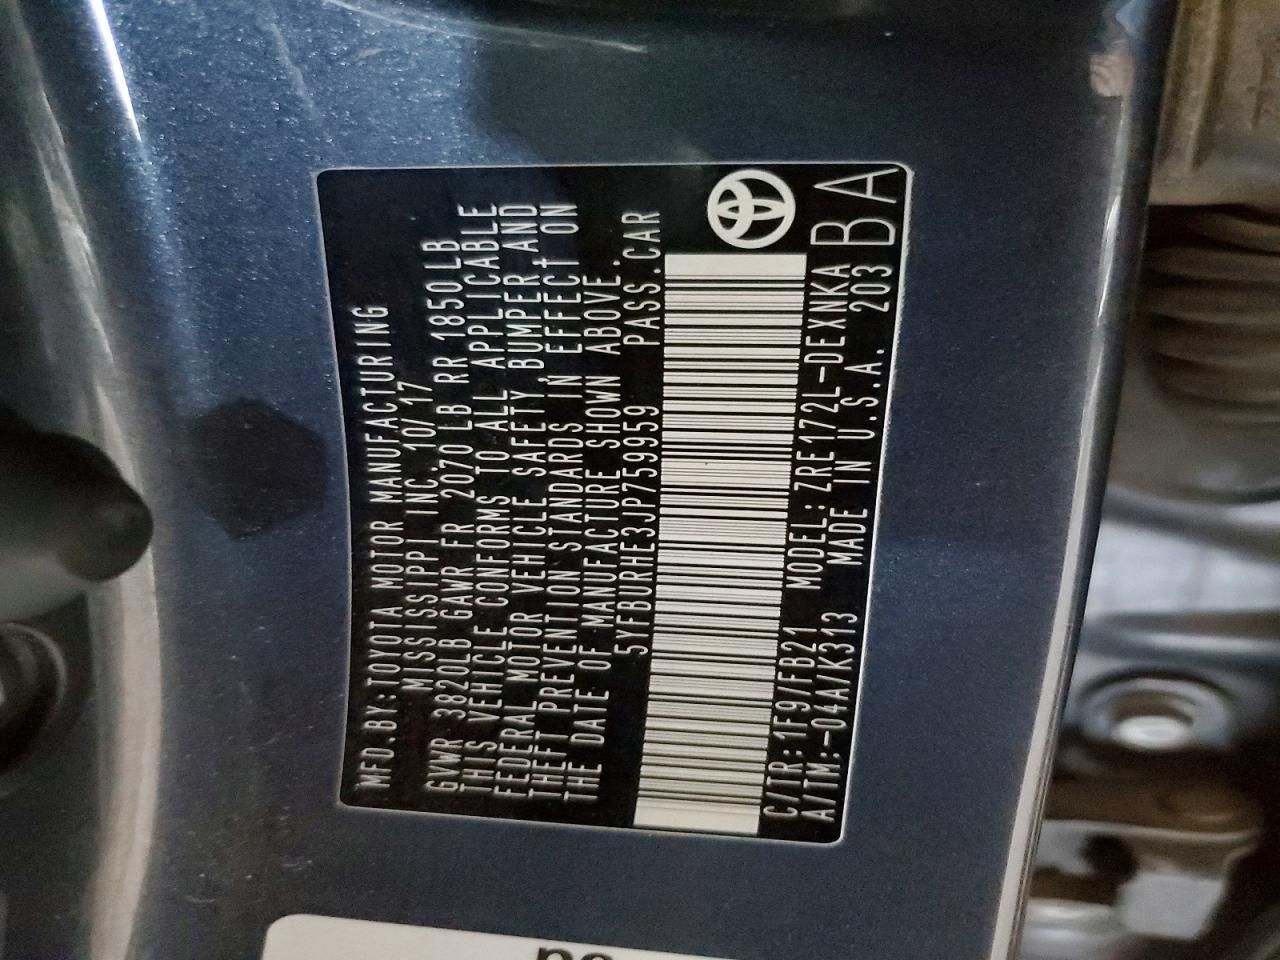 MFD.BY:TOYOTA MOTOR MANUFACTURING
MISSISSIPPI INC. 10/17
GVWR 3820LB GAWR FR 2070 LB RR 1850LB
THIS VEHICLE CONFORMS TO ALL APPLICABLE
FEDERAL MOTOR VEHICLE SAFETY, BUMPER, AND
THEFT PREVENTION STANDARDS IN EFFECT ON
THE DATE OF MANUFACTURE SHOWN ABOVE.
5YFBURHE3JP759959 PASS.CAR
C/TR:1F9/FB21 MODEL:ZRE172L-DEXNKA
A/TM:-04A/K313 MADE IN U.S.A. 203
BA